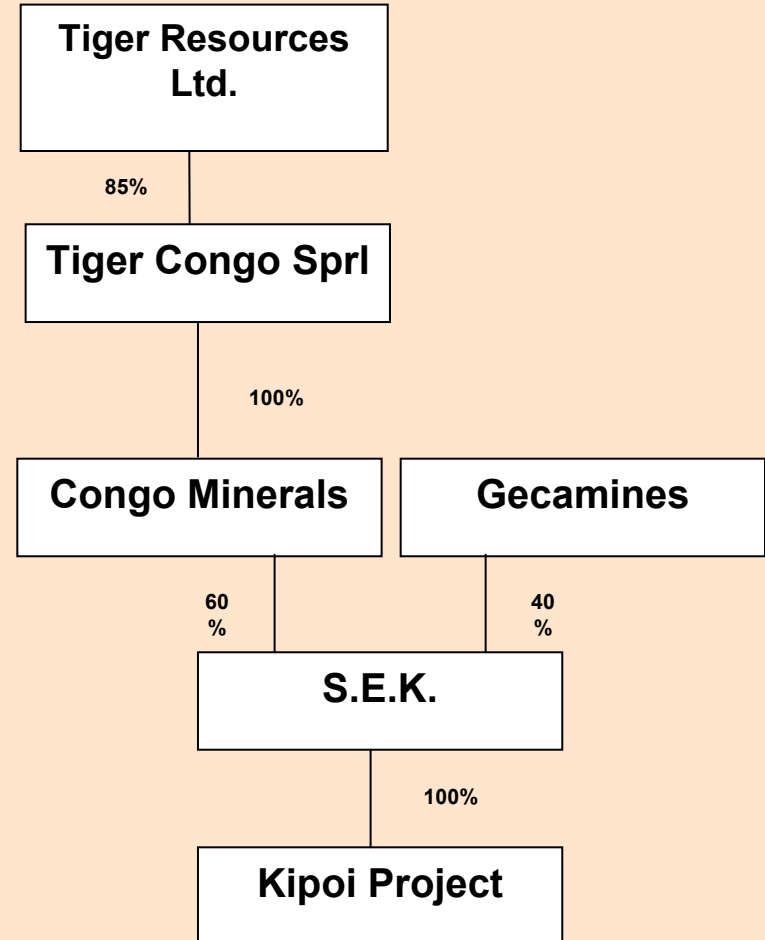 Tiger Resources
Ltd.
85%
Tiger Congo Sprl
100%
Congo Minerals
Gecamines
60
%
40
%
S.E.K.
100%
Kipoi Project